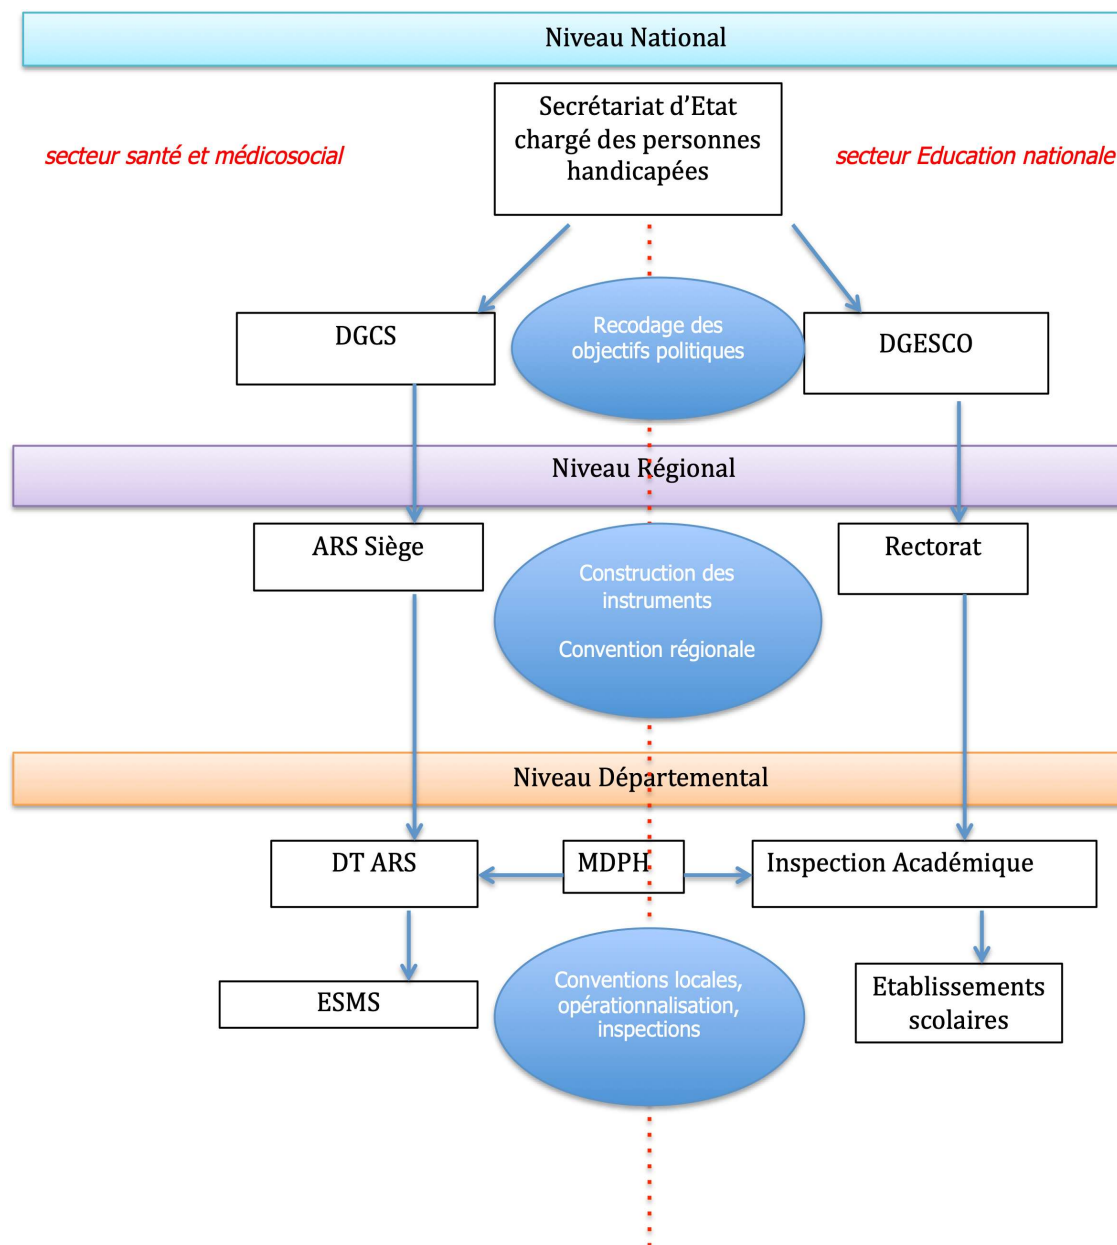 Niveau National
Secrétariat d’Etat
chargé des personnes
handicapées
secteur santé et médicosocial
secteur Education nationale
DGCS
Recodage des
objectifs politiques
DGESCO
Niveau Régional
ARS Siège
Construction des
instruments
Convention régionale
Rectorat
Niveau Départemental
DT ARS
MDPH
Inspection Académique
ESMS
Conventions locales,
opérationnalisation,
inspections
Etablissements
scolaires